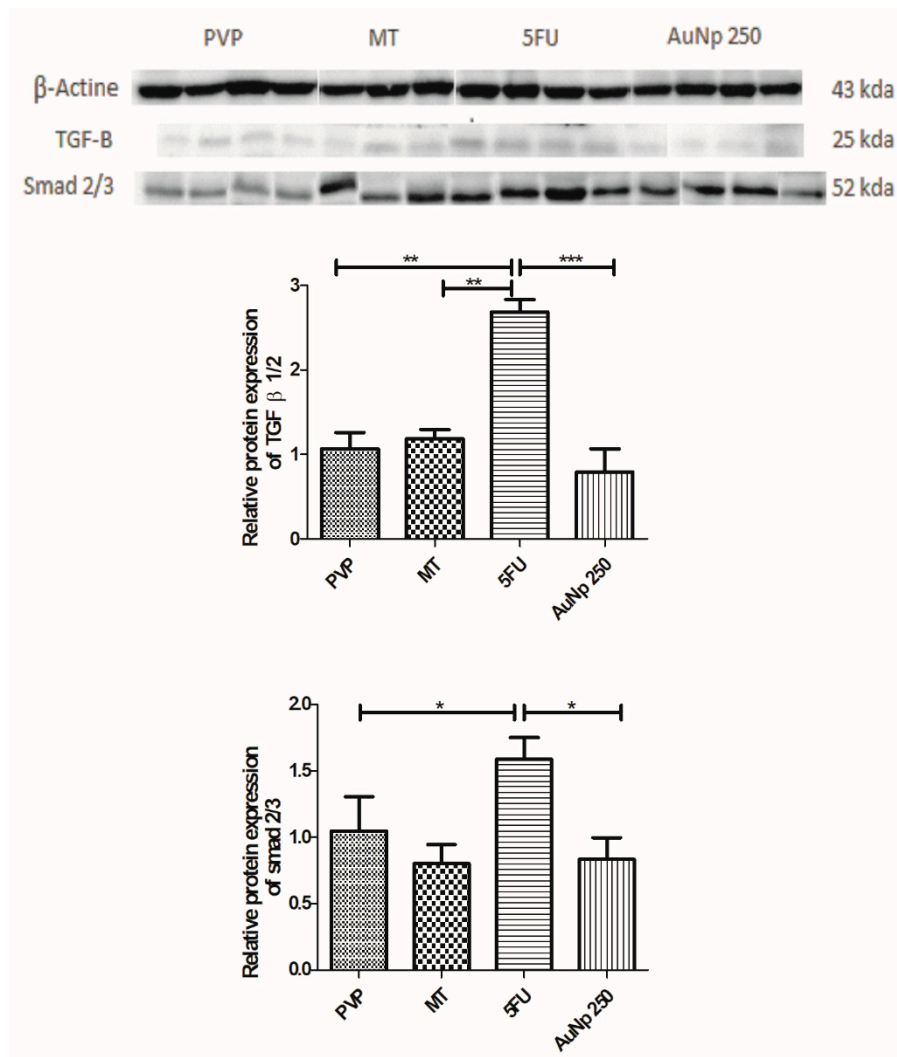 PVP MT 5FU AuNp 250
β-Actine 43 kda
TGF-B 25 kda
Smad 2/3 52 kda
** ***
**
3
2
1
0
Relative protein expression
of TGF β 1/2
PVP MT 5FU AuNp 250
* *
2.0
1.5
1.0
0.5
0.0
Relative protein expression
of smad 2/3
PVP MT 5FU AuNp 250